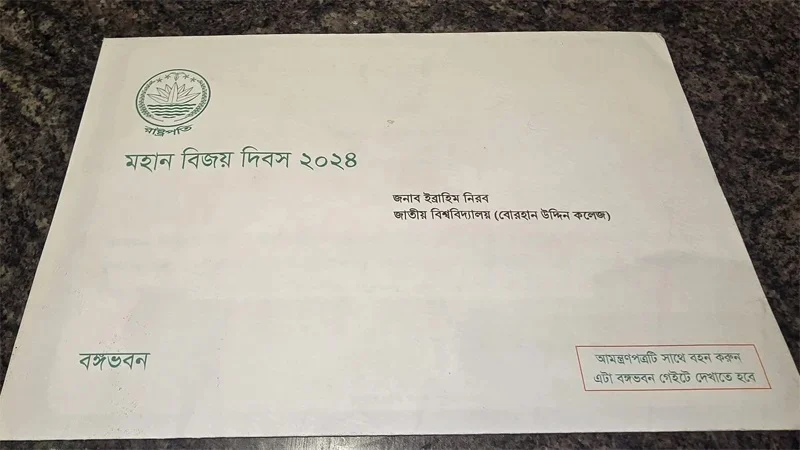 রাষ্ট্রপতি
মহান বিজয় দিবস ২০২৪
জনাব ইব্রাহিম নিরব
জাতীয় বিশ্ববিদ্যালয় (বোরহান উদ্দিন কলেজ)
বঙ্গভবন
আমন্ত্রণপত্রটি সাথে বহন করুন
এটা বঙ্গভবন গেইটে দেখাতে হবে